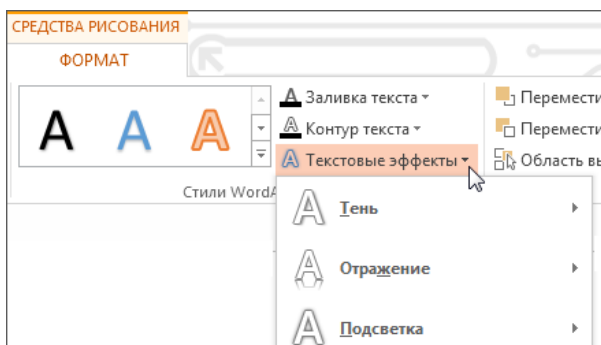 СРЕДСТВА РИСОВАНИЯ
ФОРМАТ
A A A
Заливка текста
Контур текста
Текстовые эффекты
Перемести
Перемести
Область вы
Стили WordA
Тень
Отражение
Подсветка